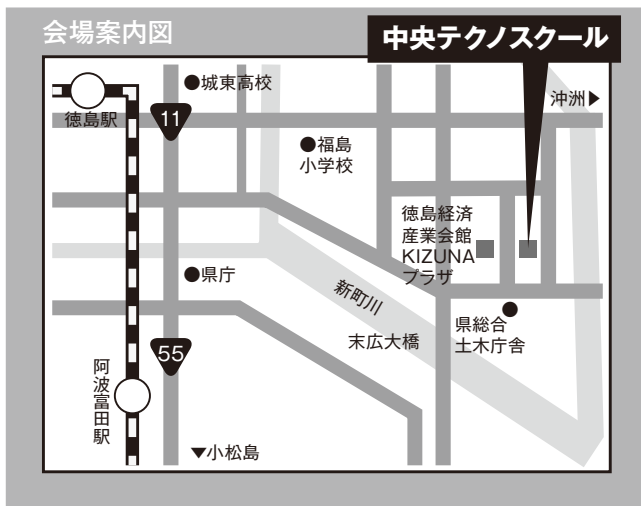 会場案内図
中央テクノスクール
●城東高校
沖洲▶
徳島駅
11
●福島
小学校
徳島経済
産業会館
KIZUNA
プラザ
●県庁
新町川
県総合
土木庁舎
末広大橋
55
阿波富田駅
▼小松島